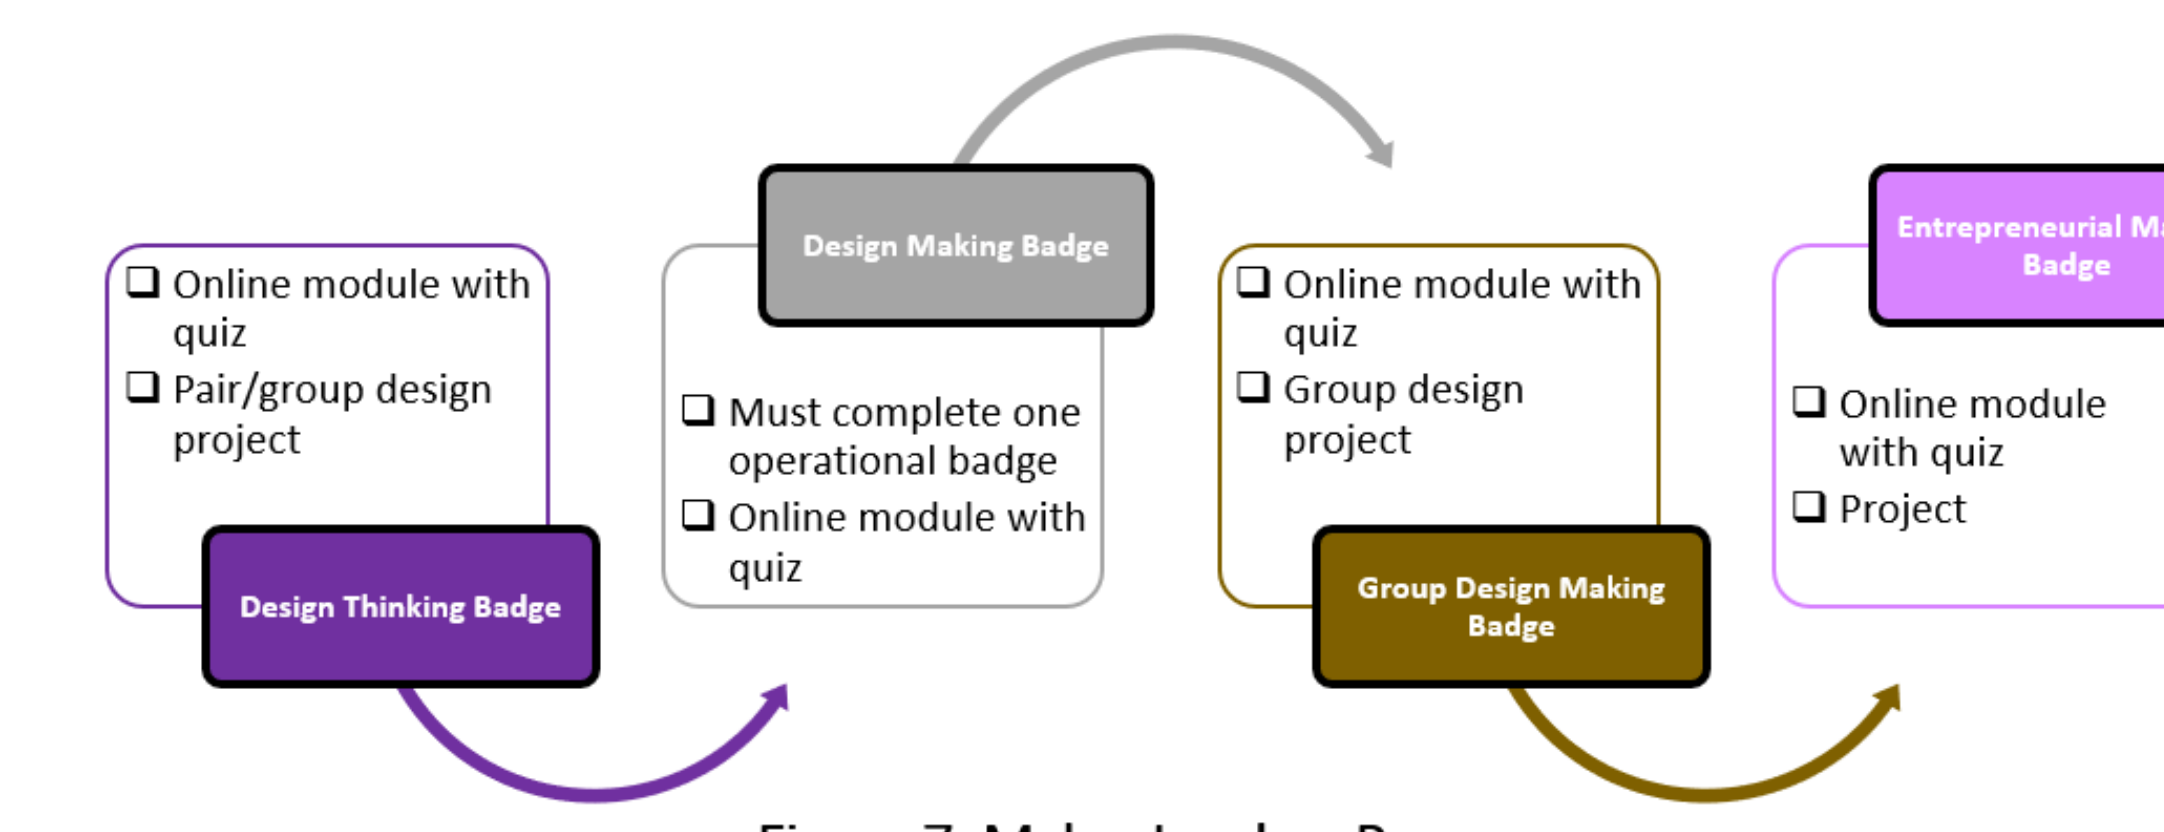 Online module with
quiz
Pair/group design
project
Design Thinking Badge
Design Making Badge
Must complete one
operational badge
Online module with
quiz
Online module with
quiz
Group design
project
Group Design Making
Badge
Entrepreneurial
Badge
Online module
with quiz
Project